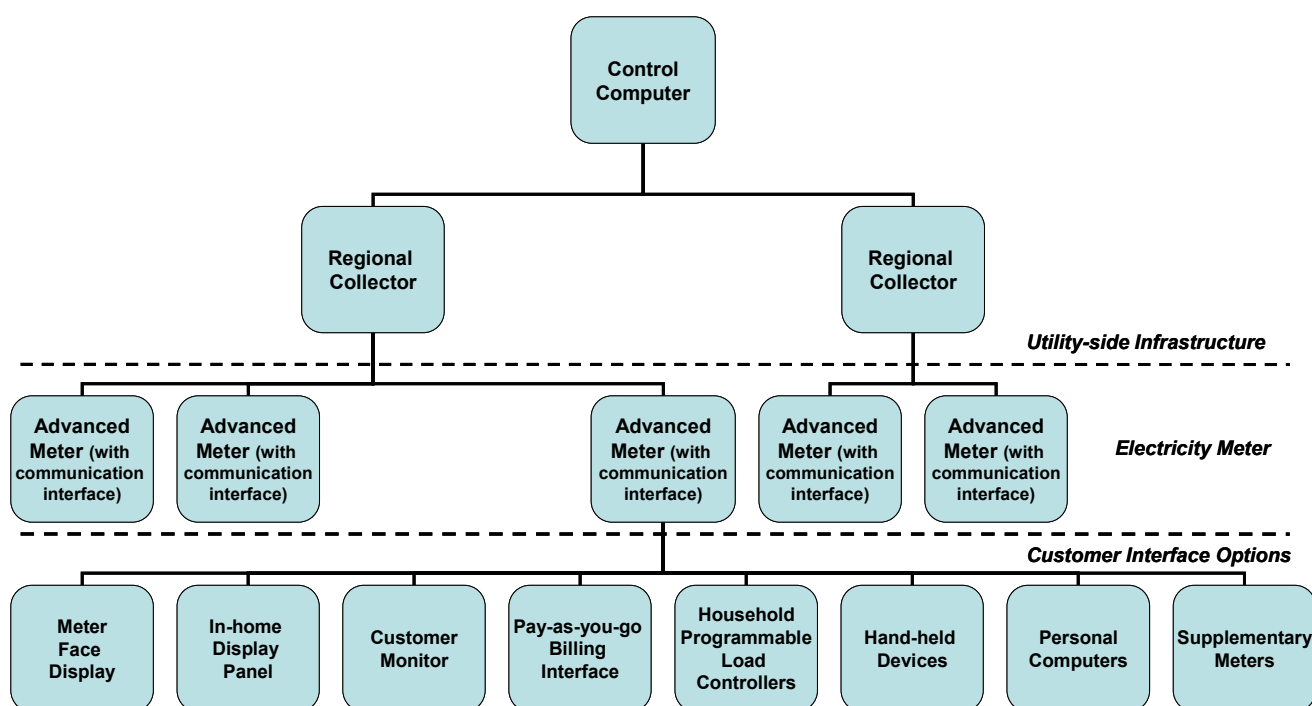 Control
Computer
Regional
Collector
Regional
Collector
Utility-side Infrastructure
Advanced
Meter (with
communication
interface)
Advanced
Meter (with
communication
interface)
Advanced
Meter (with
communication
interface)
Advanced
Meter (with
communication
interface)
Advanced
Meter (with
communication
interface)
Electricity Meter
Customer Interface Options
Meter
Face
Display
In-home
Display
Panel
Customer
Monitor
Pay-as-you-go
Billing
Interface
Household
Programmable
Load
Controllers
Hand-held
Devices
Personal
Computers
Supplementary
Meters